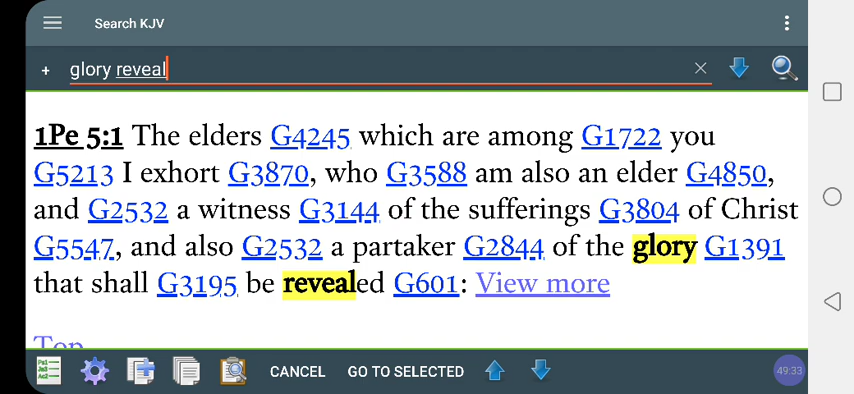 Search KJV
+ glory reveal
1Pe 5:1 The elders G4245 which are among G1722 you
G5213 I exhort G3870, who G3588 am also an elder G4850,
and G2532 a witness G3144 of the sufferings G3804 of Christ
G5547, and also G2532 a partaker G2844 of the glory G1391
that shall G3195 be revealed G601: View more
Top
CANCEL GO TO SELECTED 49:33